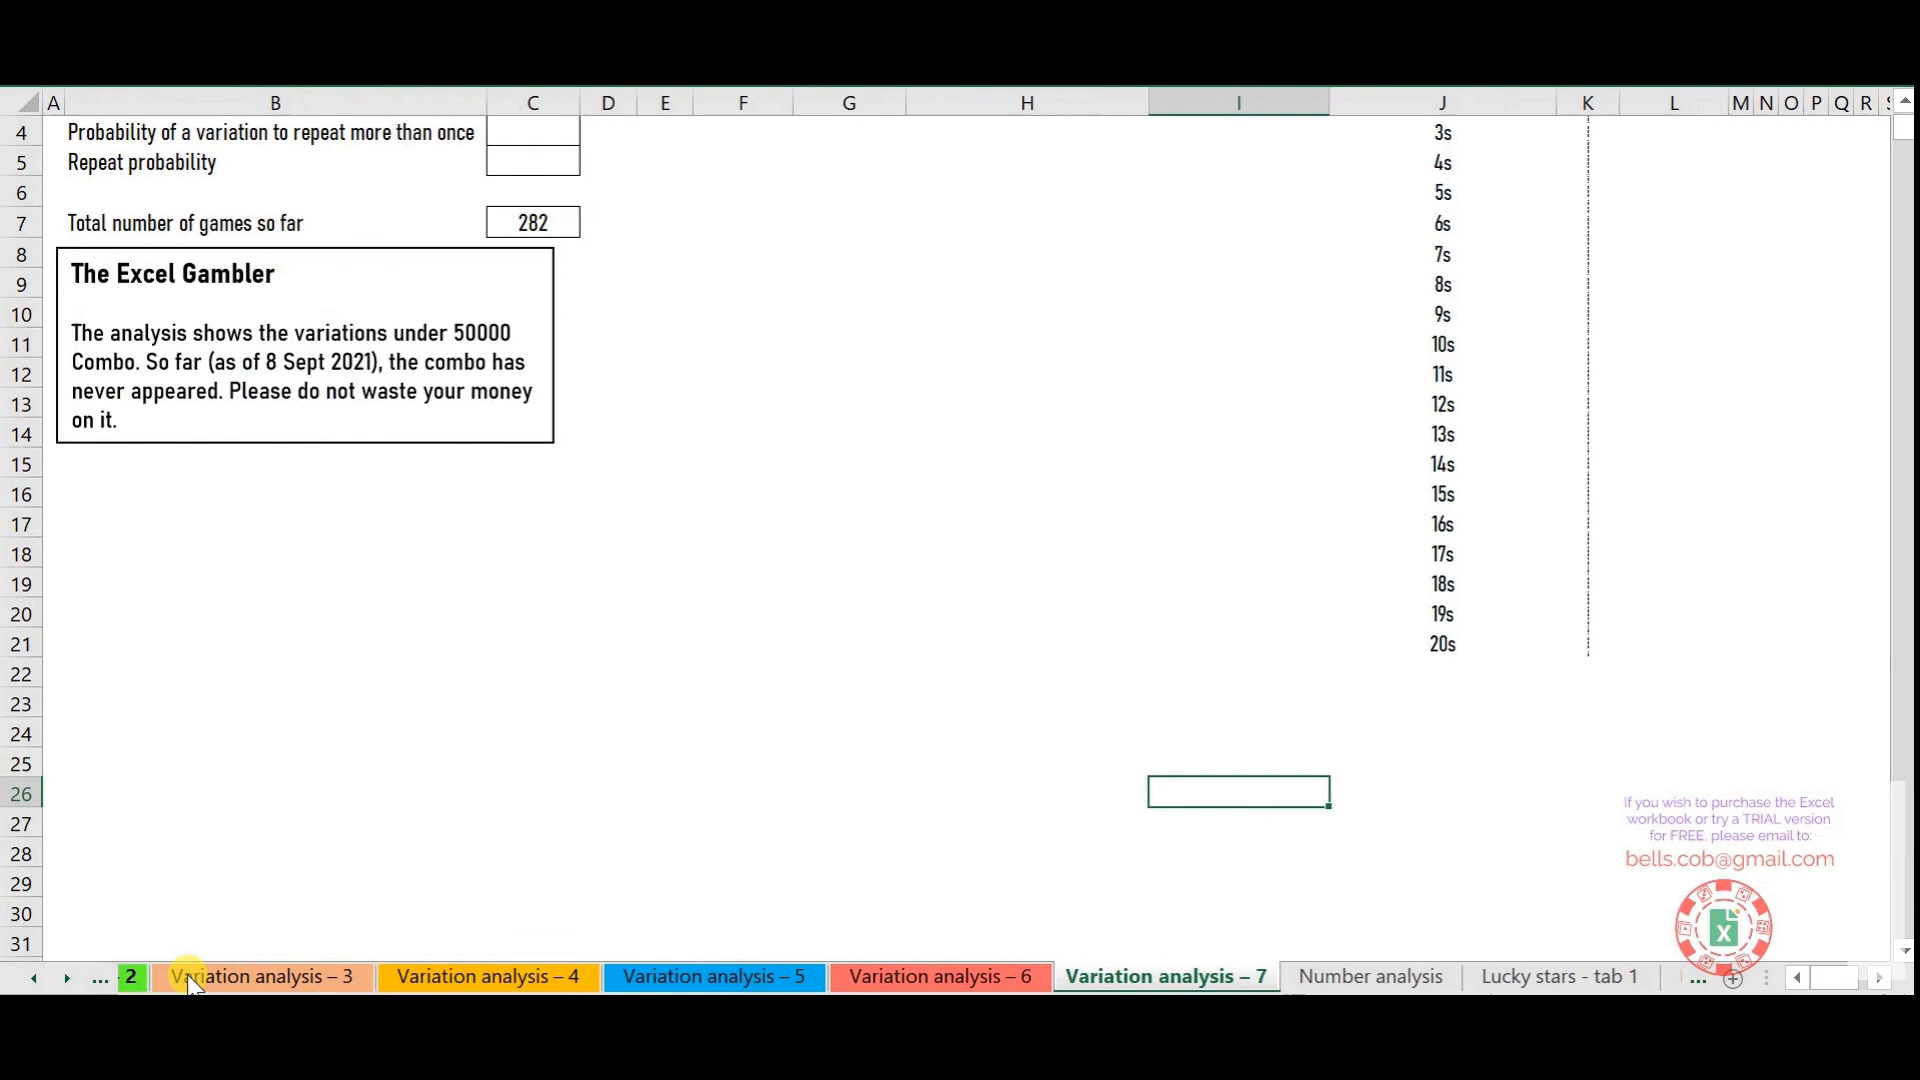 A B C D E F G H I J K L M N O P Q R
4 Probability of a variation to repeat more than once 3s
5 Repeat probability 4s
6 5s
7 Total number of games so far 282 6s
8 7s
9 The Excel Gambler 8s
10 9s
11 The analysis shows the variations under 50000 10s
12 Combo. So far (as of 8 Sept 2021), the combo has 11s
13 never appeared. Please do not waste your money 12s
14 on it. 13s
15 14s
16 15s
17 16s
18 17s
19 18s
20 19s
21 20s
22
23
24
25
26
27
28
29
30
31
If you wish to purchase the Excel
workbook or try a TRIAL version
for FREE, please email to:
bells.cob@gmail.com
X
... 2 Variation analysis – 3 Variation analysis – 4 Variation analysis – 5 Variation analysis – 6 Variation analysis – 7 Number analysis Lucky stars - tab 1 ...